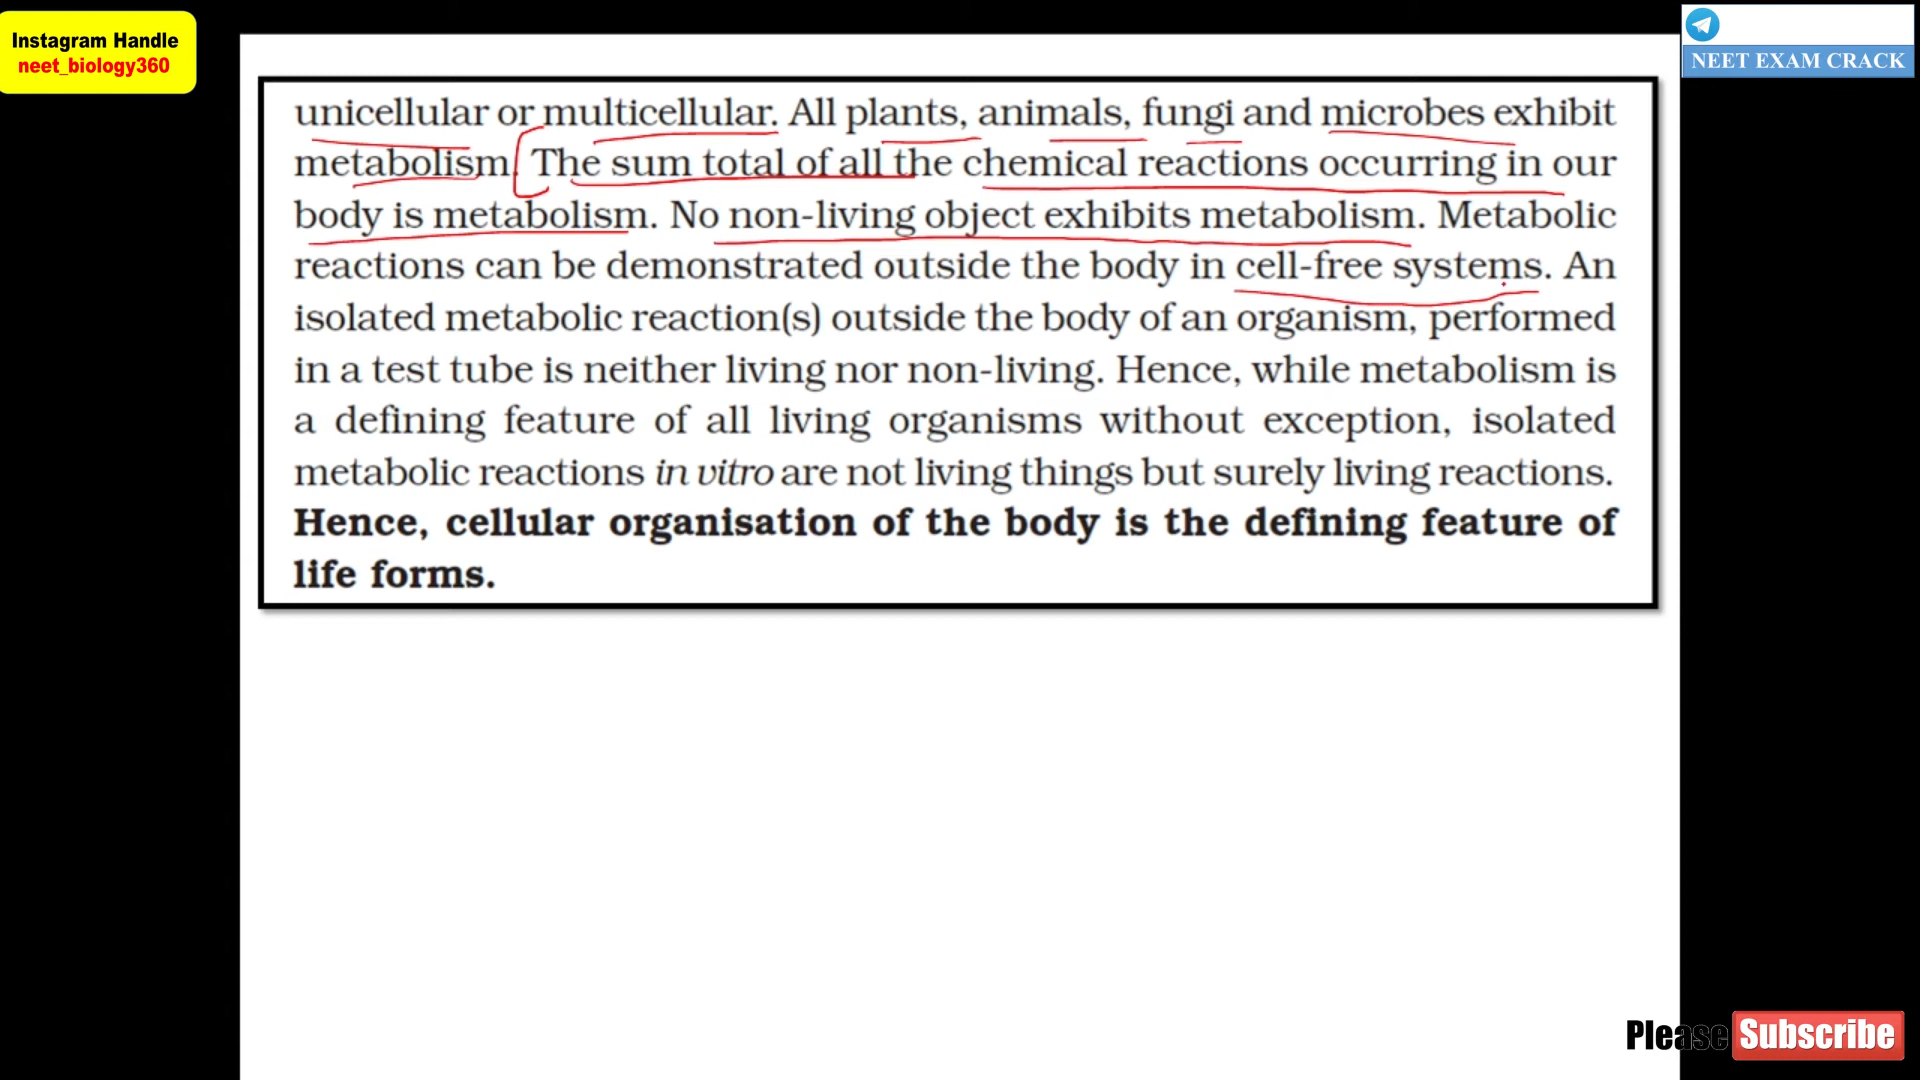 Instagram Handle
neet_biology360
NEET EXAM CRACK
unicellular or multicellular. All plants, animals, fungi and microbes exhibit
metabolism. The sum total of all the chemical reactions occurring in our
body is metabolism. No non-living object exhibits metabolism. Metabolic
reactions can be demonstrated outside the body in cell-free systems. An
isolated metabolic reaction(s) outside the body of an organism, performed
in a test tube is neither living nor non-living. Hence, while metabolism is
a defining feature of all living organisms without exception, isolated
metabolic reactions in vitro are not living things but surely living reactions.
Hence, cellular organisation of the body is the defining feature of
life forms.
Please Subscribe